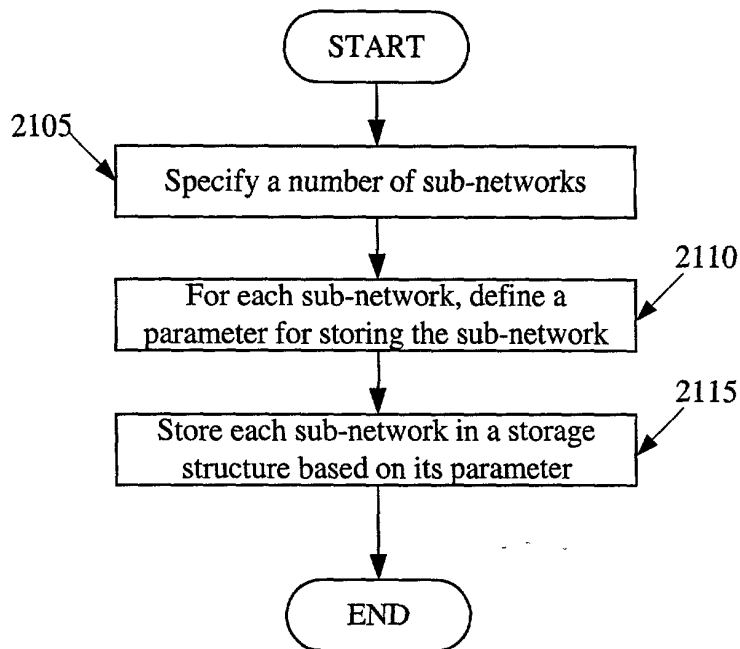 START
2105
Specify a number of sub-networks
2110
For each sub-network, define a
parameter for storing the sub-network
2115
Store each sub-network in a storage
structure based on its parameter
END